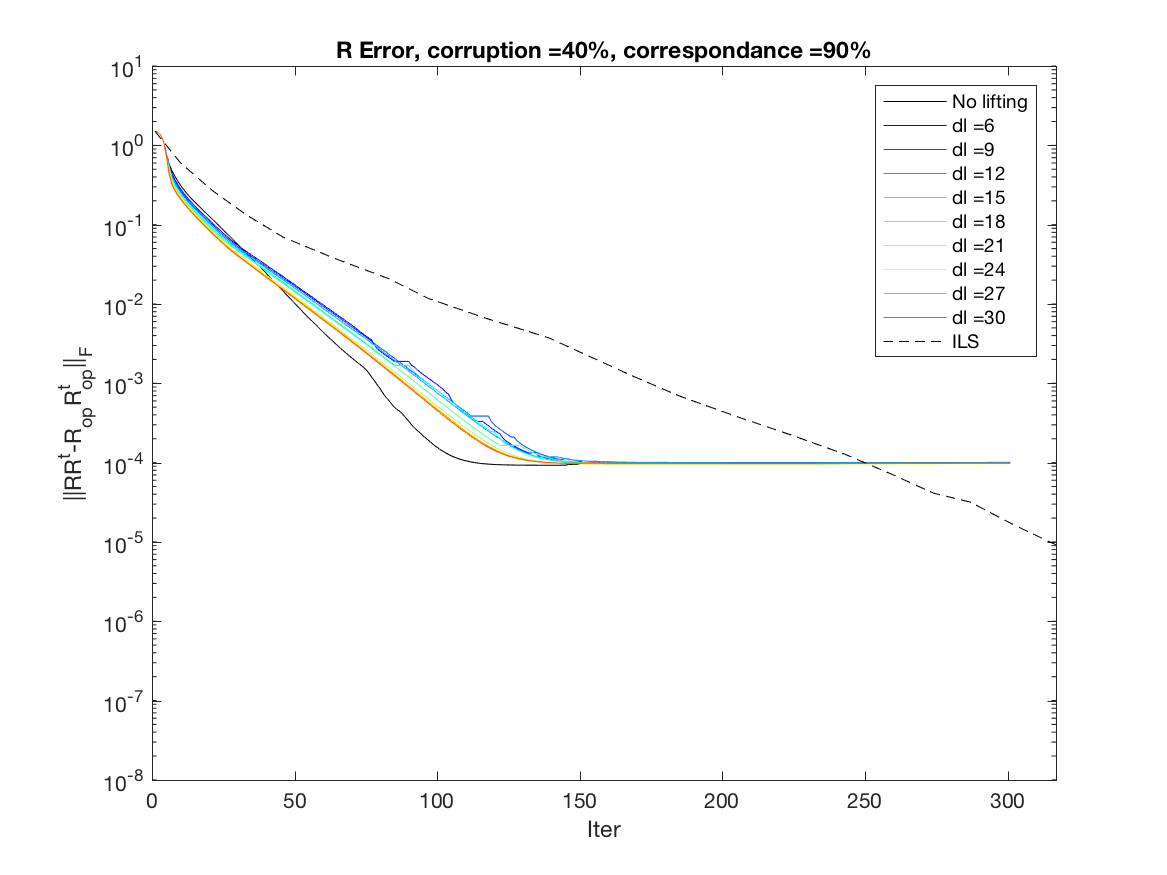 R Error, corruption =40%, correspondance =90%
10^1
10^0
10^-1
10^-2
10^-3
10^-4
10^-5
10^-6
10^-7
10^-8
||RR^t-R_op R_op^t||_F
No lifting
dl =6
dl =9
dl =12
dl =15
dl =18
dl =21
dl =24
dl =27
dl =30
ILS
0 50 100 150 200 250 300
Iter